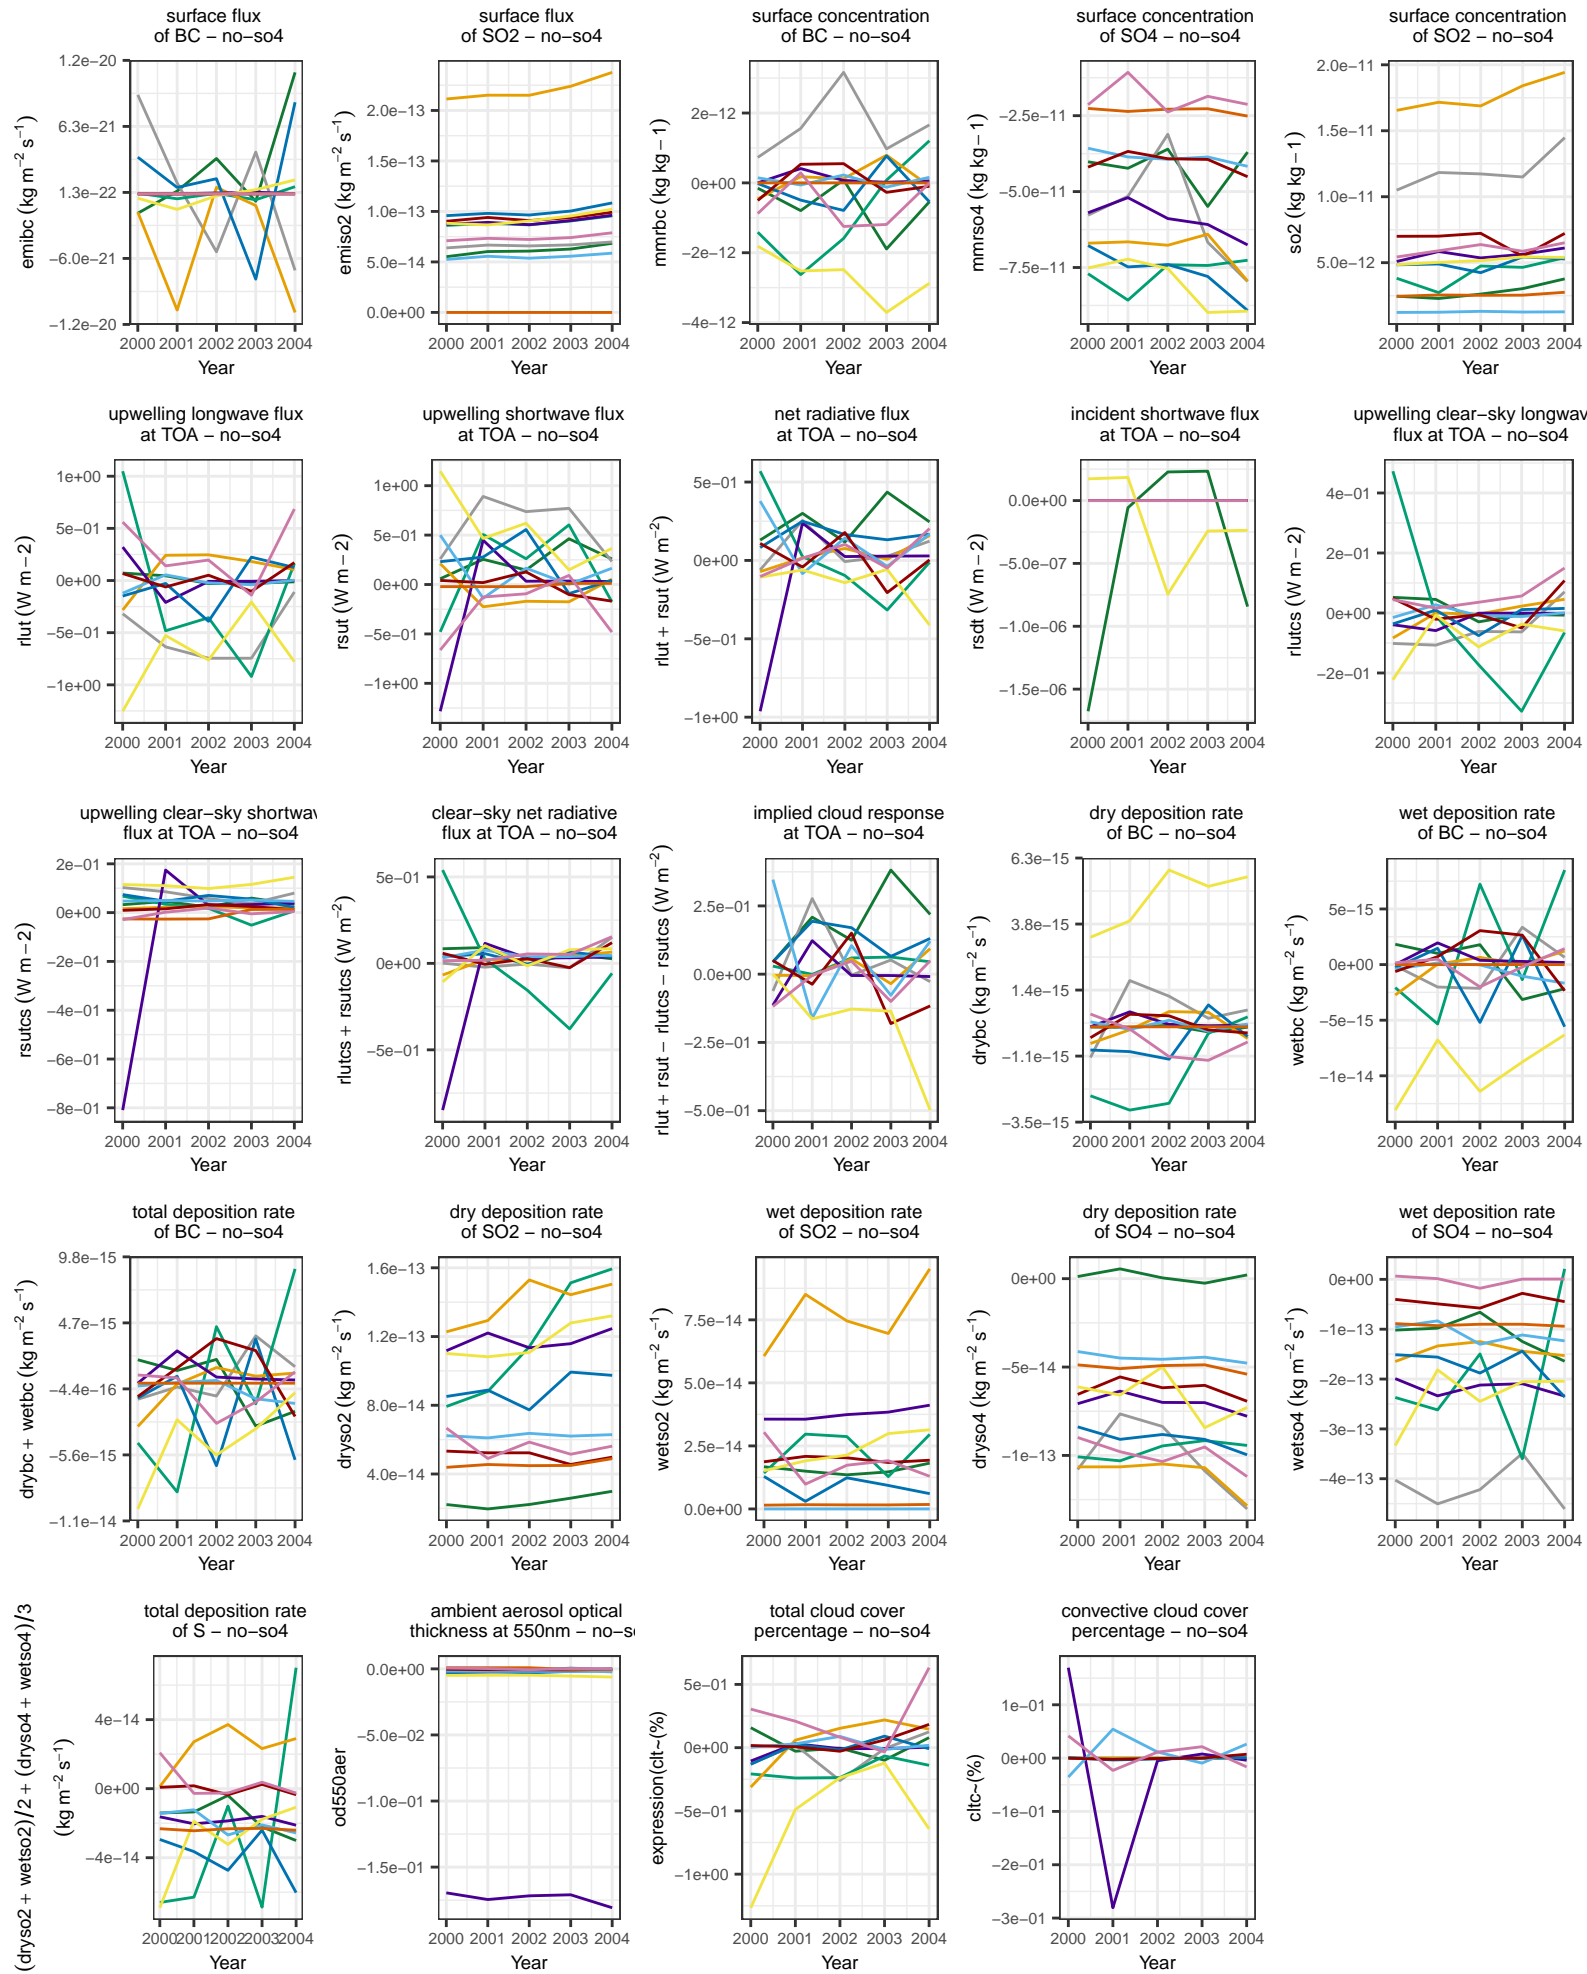 surface flux
of BC − no−so4
surface flux
of SO2 − no−so4
surface concentration
of BC − no−so4
surface concentration
of SO4 − no−so4
surface concentration
of SO2 − no−so4
emibc (kg m−2 s−1)
1.2e−20
6.3e−21
1.3e−22
−6.0e−21
−1.2e−20
2000 2001 2002 2003 2004
Year
emiso2 (kg m−2 s−1)
2.0e−13
1.5e−13
1.0e−13
5.0e−14
0.0e+00
2000 2001 2002 2003 2004
Year
mmrbc (kg kg−1)
2e−12
0e+00
−2e−12
−4e−12
2000 2001 2002 2003 2004
Year
mmrso4 (kg kg−1)
−2.5e−11
−5.0e−11
−7.5e−11
2000 2001 2002 2003 2004
Year
so2 (kg kg−1)
2.0e−11
1.5e−11
1.0e−11
5.0e−12
2000 2001 2002 2003 2004
Year
upwelling longwave flux
at TOA − no−so4
upwelling shortwave flux
at TOA − no−so4
net radiative flux
at TOA − no−so4
incident shortwave flux
at TOA − no−so4
upwelling clear−sky longwav
flux at TOA − no−so4
rlut (W m−2)
1e+00
5e−01
0e+00
−5e−01
−1e+00
2000 2001 2002 2003 2004
Year
rsut (W m−2)
1e+00
5e−01
0e+00
−5e−01
−1e+00
2000 2001 2002 2003 2004
Year
rlut + rsut (W m−2)
5e−01
0e+00
−5e−01
−1e+00
2000 2001 2002 2003 2004
Year
rsdt (W m−2)
0.0e+00
−5.0e−07
−1.0e−06
−1.5e−06
2000 2001 2002 2003 2004
Year
rlutcs (W m−2)
4e−01
2e−01
0e+00
−2e−01
2000 2001 2002 2003 2004
Year
upwelling clear−sky shortwav
flux at TOA − no−so4
clear−sky net radiative
flux at TOA − no−so4
implied cloud response
at TOA − no−so4
dry deposition rate
of BC − no−so4
wet deposition rate
of BC − no−so4
rsutcs (W m−2)
2e−01
0e+00
−2e−01
−4e−01
−6e−01
−8e−01
2000 2001 2002 2003 2004
Year
rlutcs + rsutcs (W m−2)
5e−01
0e+00
−5e−01
2000 2001 2002 2003 2004
Year
rlut + rsut − rlutcs − rsutcs (W m−2)
2.5e−01
0.0e+00
−2.5e−01
−5.0e−01
2000 2001 2002 2003 2004
Year
drybc (kg m−2 s−1)
6.3e−15
3.8e−15
1.4e−15
−1.1e−15
−3.5e−15
2000 2001 2002 2003 2004
Year
wetbc (kg m−2 s−1)
5e−15
0e+00
−5e−15
−1e−14
2000 2001 2002 2003 2004
Year
total deposition rate
of BC − no−so4
dry deposition rate
of SO2 − no−so4
wet deposition rate
of SO2 − no−so4
dry deposition rate
of SO4 − no−so4
wet deposition rate
of SO4 − no−so4
drybc + wetbc (kg m−2 s−1)
9.8e−15
4.7e−15
−4.4e−16
−5.6e−15
−1.1e−14
2000 2001 2002 2003 2004
Year
dryso2 (kg m−2 s−1)
1.6e−13
1.2e−13
8.0e−14
4.0e−14
2000 2001 2002 2003 2004
Year
wetso2 (kg m−2 s−1)
7.5e−14
5.0e−14
2.5e−14
0.0e+00
2000 2001 2002 2003 2004
Year
dryso4 (kg m−2 s−1)
0e+00
−5e−14
−1e−13
2000 2001 2002 2003 2004
Year
wetso4 (kg m−2 s−1)
0e+00
−1e−13
−2e−13
−3e−13
−4e−13
2000 2001 2002 2003 2004
Year
total deposition rate
of S − no−so4
ambient aerosol optical
thickness at 550nm − no−s
total cloud cover
percentage − no−so4
convective cloud cover
percentage − no−so4
(dryso2 + wetso2)/2 + (dryso4 + wetso4)/3
(kg m−2 s−1)
4e−14
0e+00
−4e−14
2000 2001 2002 2003 2004
Year
od550aer
0.0e+00
−5.0e−02
−1.0e−01
−1.5e−01
2000 2001 2002 2003 2004
Year
expression(clt~(%)
5e−01
0e+00
−5e−01
−1e+00
2000 2001 2002 2003 2004
Year
cltc~(%)
1e−01
0e+00
−1e−01
−2e−01
−3e−01
2000 2001 2002 2003 2004
Year